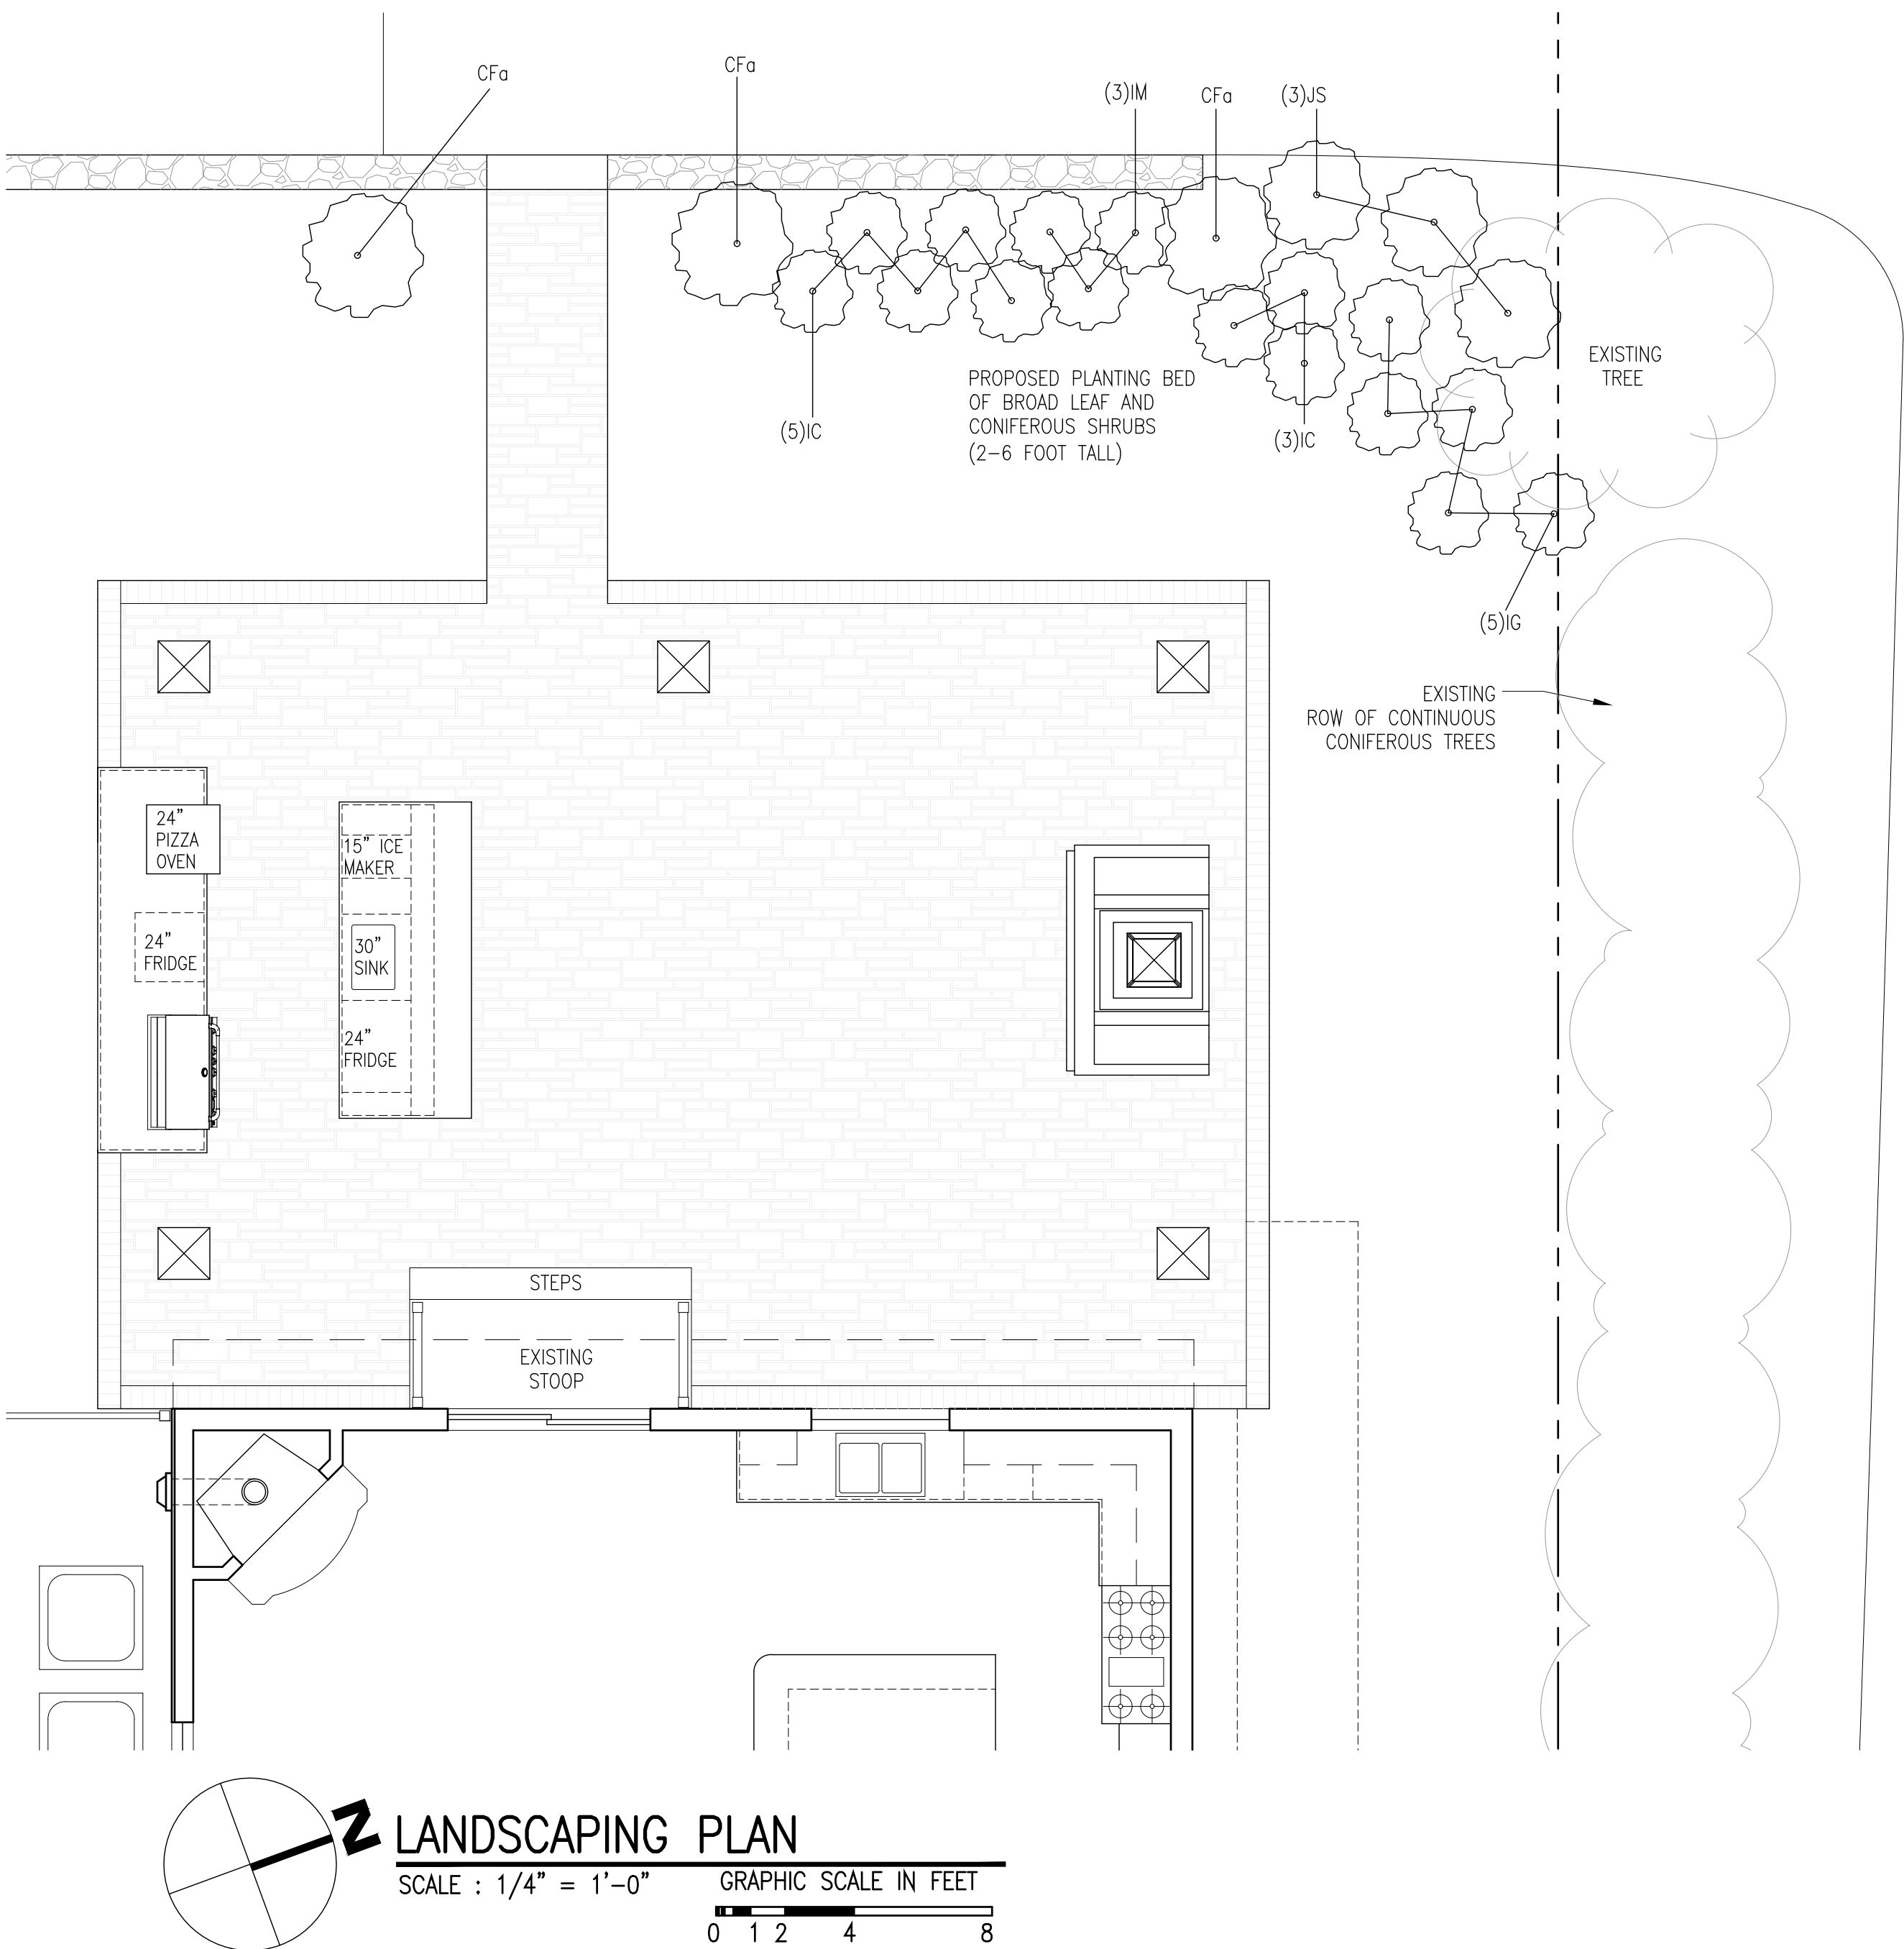 CFa
CFa
(3)IM
CFa
(3)JS
EXISTING
TREE
PROPOSED PLANTING BED
OF BROAD LEAF AND
CONIFEROUS SHRUBS
(2-6 FOOT TALL)
(5)IC
(3)IC
(5)IG
EXISTING
ROW OF CONTINUOUS
CONIFEROUS TREES
24"
PIZZA
OVEN
15" ICE
MAKER
24"
FRIDGE
30"
SINK
24"
FRIDGE
STEPS
EXISTING
STOOP
N
LANDSCAPING PLAN
SCALE : 1/4" = 1'-0"
GRAPHIC SCALE IN FEET
0 1 2 4 8